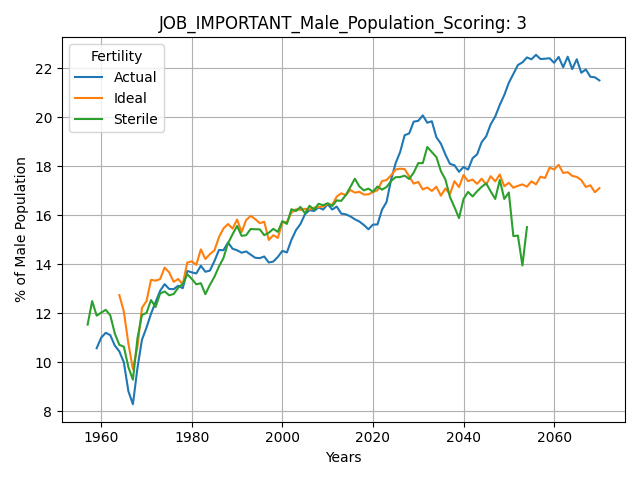 JOB_IMPORTANT_Male_Population_Scoring: 3
Fertility
Actual
Ideal
Sterile
% of Male Population
22
20
18
16
14
12
10
8
1960 1980 2000 2020 2040 2060
Years